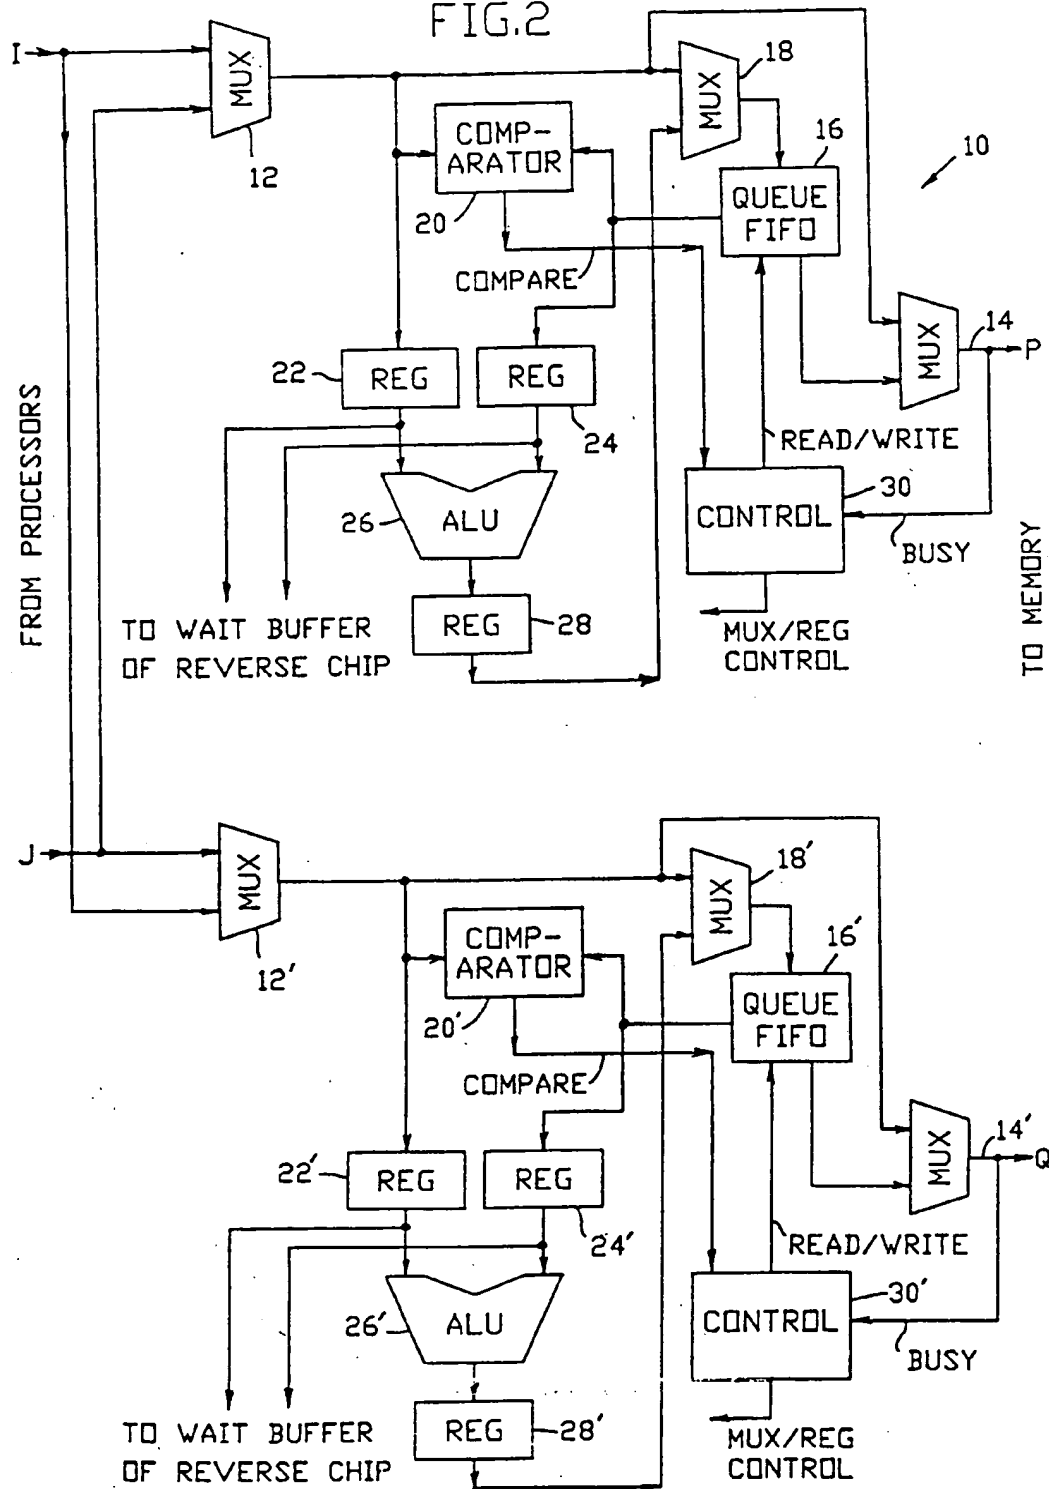 FIG.2
I
MUX
12
MUX
18
COMP-
ARATOR
20
16
QUEUE
FIFO
10
COMPARE
MUX
14
P
22
REG
REG
24
READ/WRITE
FROM PROCESSORS
26
ALU
CONTROL
30
BUSY
TO MEMORY
TO WAIT BUFFER
OF REVERSE CHIP
REG
28
MUX/REG
CONTROL
J
MUX
12'
MUX
18'
COMP-
ARATOR
20'
16'
QUEUE
FIFO
COMPARE
MUX
14'
Q
22'
REG
REG
24'
READ/WRITE
26'
ALU
CONTROL
30'
BUSY
TO WAIT BUFFER
OF REVERSE CHIP
REG
28'
MUX/REG
CONTROL